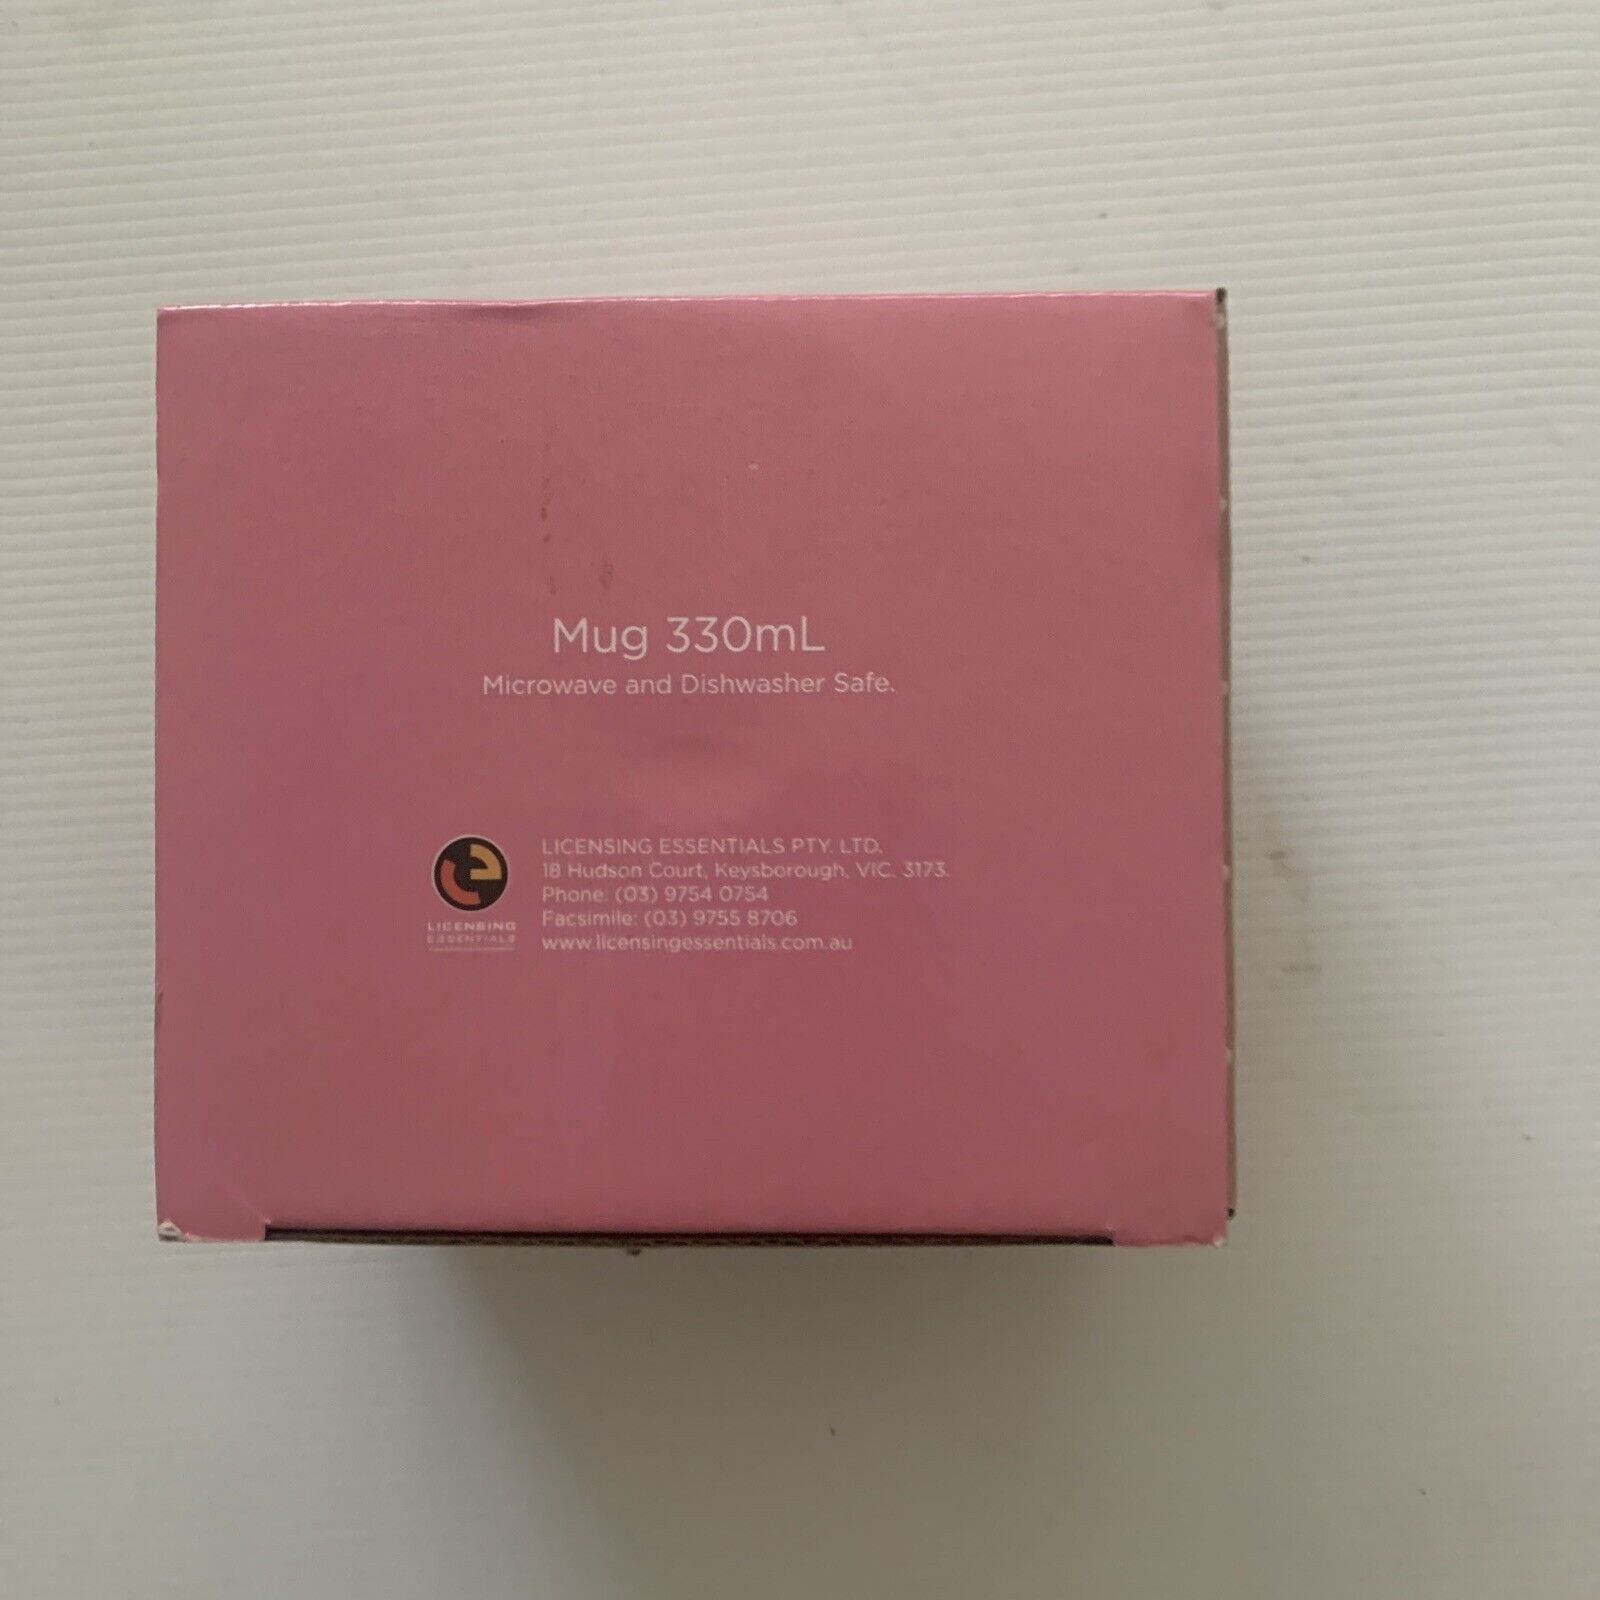 Mug 330mL
Microwave and Dishwasher Safe.
LICENSING ESSENTIALS PTY. LTD.
18 Hudson Court, Keysborough, VIC, 3173.
Phone: (03) 9754 0754
Facsimile: (03) 9755 8706
www.licensingessentials.com.au
LICENSING
ESSENTIALS